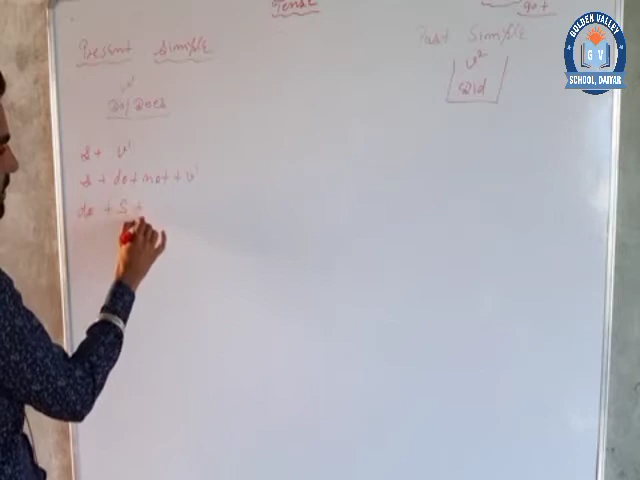 Tense
got
Present Simple
V¹
Do/Does
S + V¹
S + do + not + V¹
do + S +
Past Simple
V²
Did
GOLDEN VALLEY
G V
SCHOOL, DAIYAR